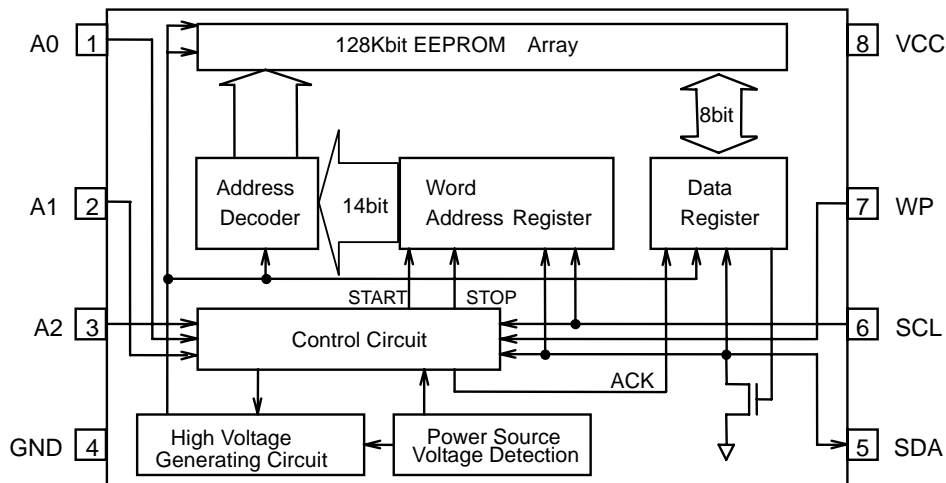 A0 1 128Kbit EEPROM Array 8 VCC
8bit
A1 2 Address Decoder 14bit Word Address Register Data Register 7 WP
START STOP
A2 3 Control Circuit 6 SCL
ACK
GND 4 High Voltage Generating Circuit Power Source Voltage Detection 5 SDA